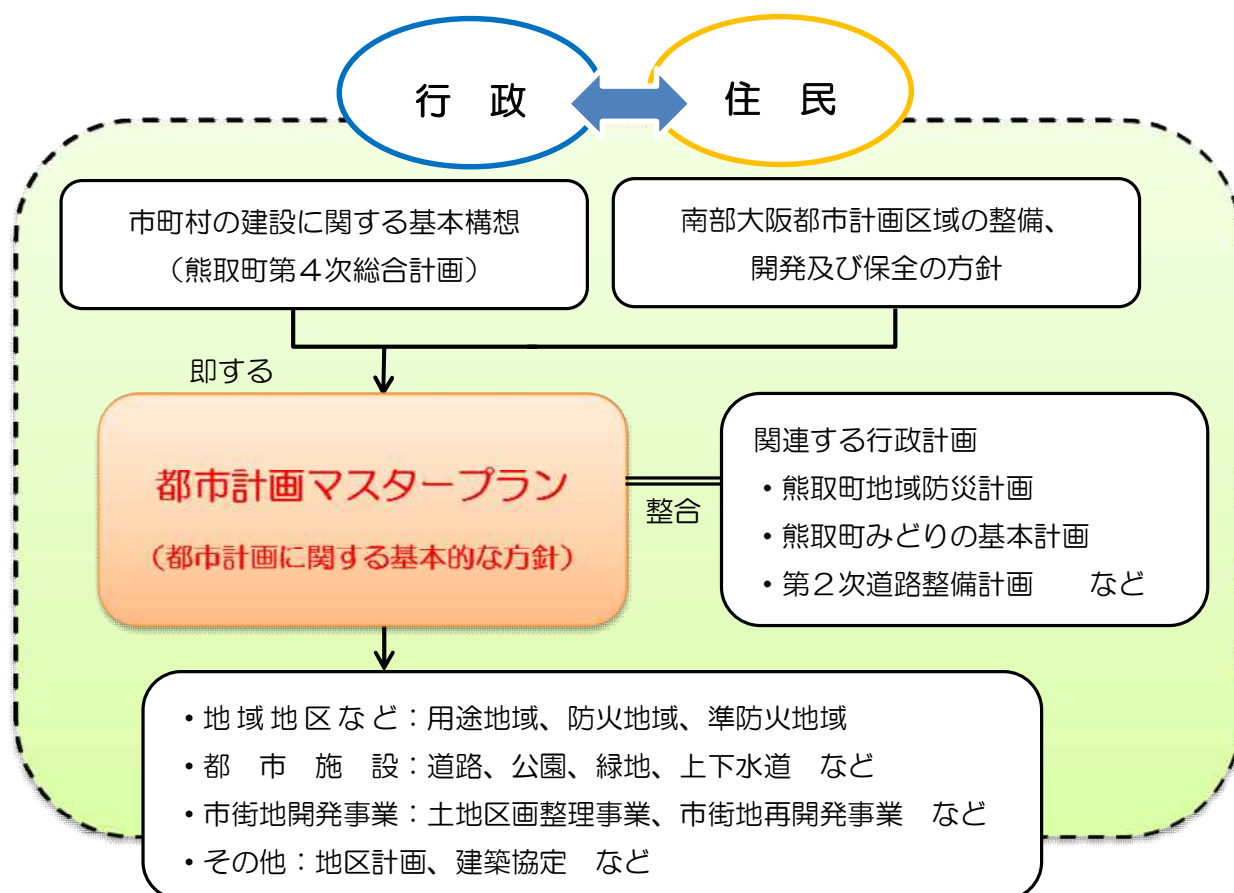 行 政
住 民
市町村の建設に関する基本構想
（熊取町第４次総合計画）
南部大阪都市計画区域の整備、
開発及び保全の方針
即する
都市計画マスタープラン
（都市計画に関する基本的な方針）
整合
関連する行政計画
・熊取町地域防災計画
・熊取町みどりの基本計画
・第２次道路整備計画　　など
・地域地区など：用途地域、防火地域、準防火地域
・都　市　施　設：道路、公園、緑地、上下水道　など
・市街地開発事業：土地区画整理事業、市街地再開発事業　など
・その他：地区計画、建築協定　など